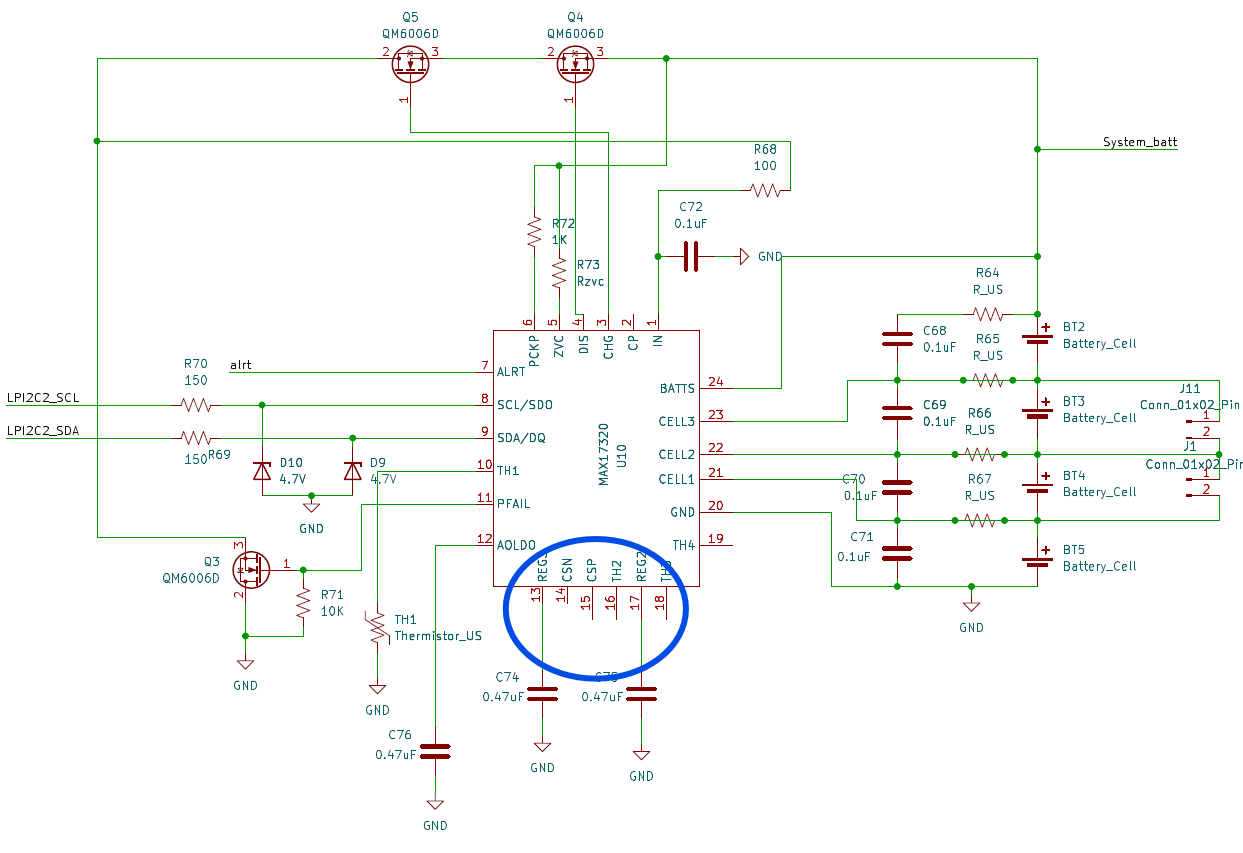 Q5
QM6006D
2
3
1
Q4
QM6006D
2
3
1
System_batt
R68
100
C72
0.1uF
GND
R72
1K
R73
Rzvc
R64
R_US
C68
0.1uF
R65
R_US
BT2
Battery_Cell
6
5
4
3
2
1
PCKP
ZVC
DIS
CHG
CP
IN
R70
150
alrt
7
ALRT
LPI2C2_SCL
8
SCL/SDO
LPI2C2_SDA
9
SDA/DQ
150
R69
D10
4.7V
D9
4.7V
GND
10
TH1
11
PFAIL
12
AOLDO
MAX17320
U10
BATTS
24
CELL3
23
CELL2
22
CELL1
21
GND
20
TH4
19
C69
0.1uF
R66
R_US
BT3
Battery_Cell
J11
Conn_01x02_Pin
1
2
J1
Conn_01x02_Pin
1
2
C70
0.1uF
R67
R_US
BT4
Battery_Cell
C71
0.1uF
BT5
Battery_Cell
GND
Q3
QM6006D
3
1
2
R71
10K
GND
TH1
Thermistor_US
GND
REG3
CSN
CSP
TH2
REG2
TH3
13
14
15
16
17
18
C74
0.47uF
GND
C75
0.47uF
GND
C76
0.47uF
GND